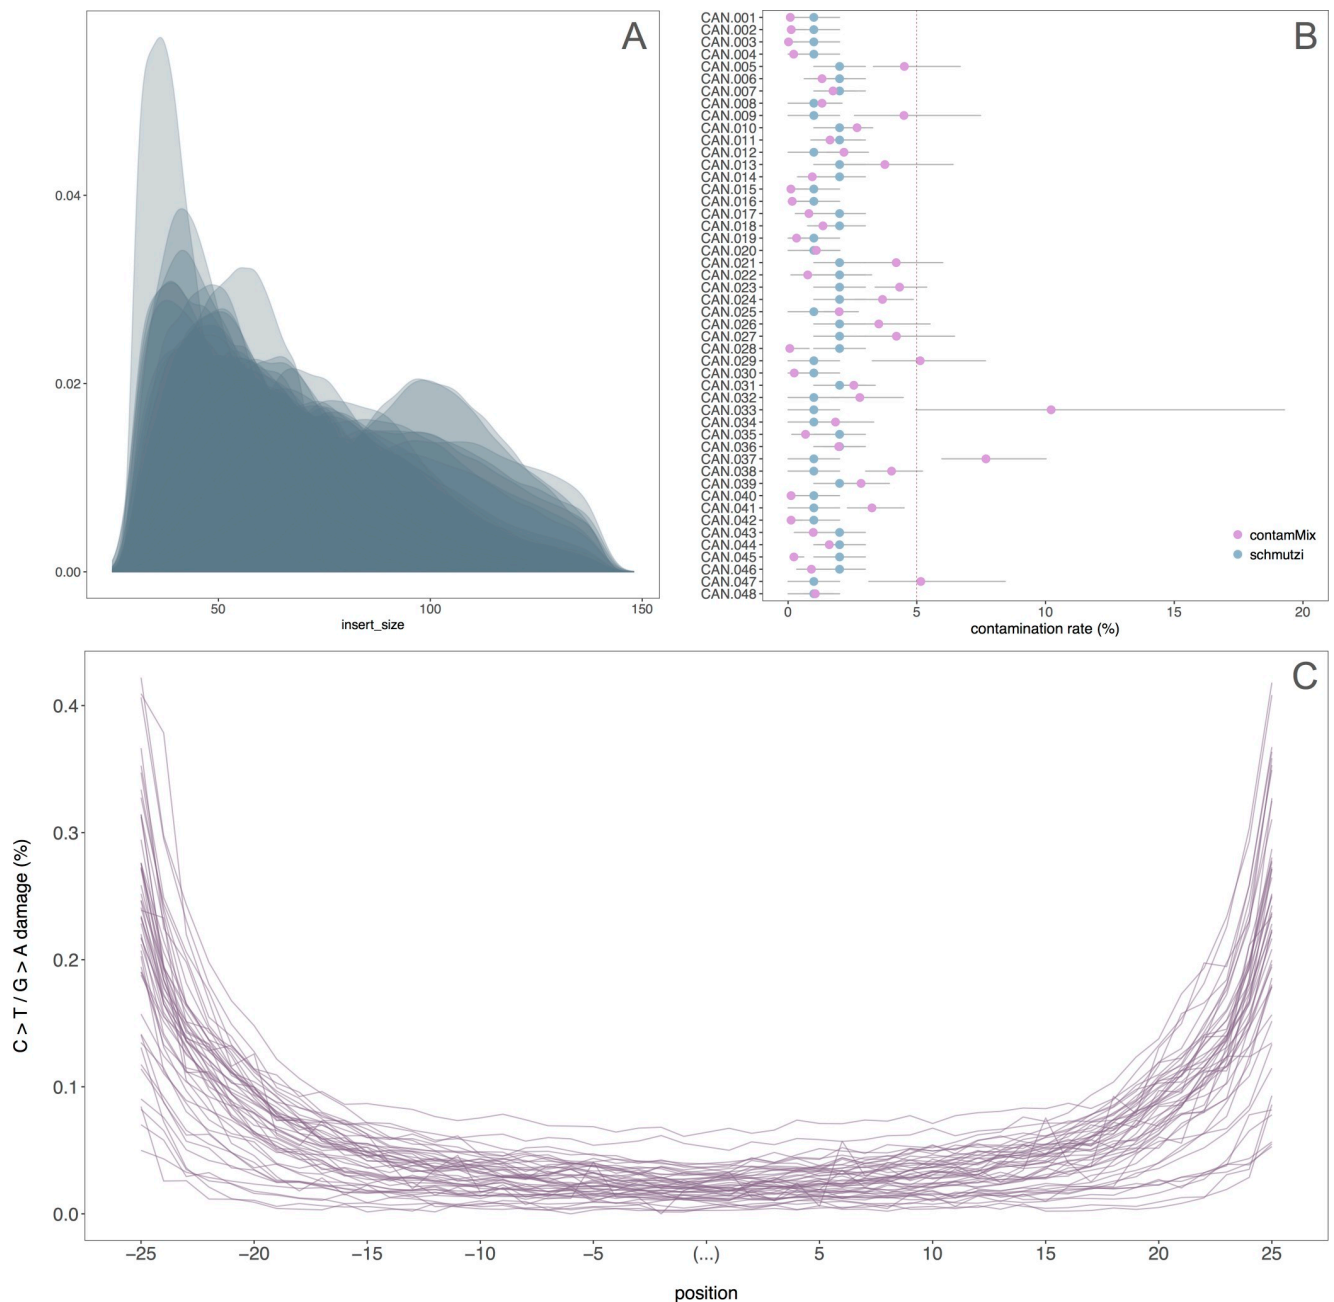 A
0.04
0.02
0.00
50
100
150
insert_size
B
CAN.001
CAN.002
CAN.003
CAN.004
CAN.005
CAN.006
CAN.007
CAN.008
CAN.009
CAN.010
CAN.011
CAN.012
CAN.013
CAN.014
CAN.015
CAN.016
CAN.017
CAN.018
CAN.019
CAN.020
CAN.021
CAN.022
CAN.023
CAN.024
CAN.025
CAN.026
CAN.027
CAN.028
CAN.029
CAN.030
CAN.031
CAN.032
CAN.033
CAN.034
CAN.035
CAN.036
CAN.037
CAN.038
CAN.039
CAN.040
CAN.041
CAN.042
CAN.043
CAN.044
CAN.045
CAN.046
CAN.047
CAN.048
contamMix
schmutzi
0
5
10
15
20
contamination rate (%)
C
C > T / G > A damage (%)
0.4
0.3
0.2
0.1
0.0
−25
−20
−15
−10
−5
(...)
5
10
15
20
25
position